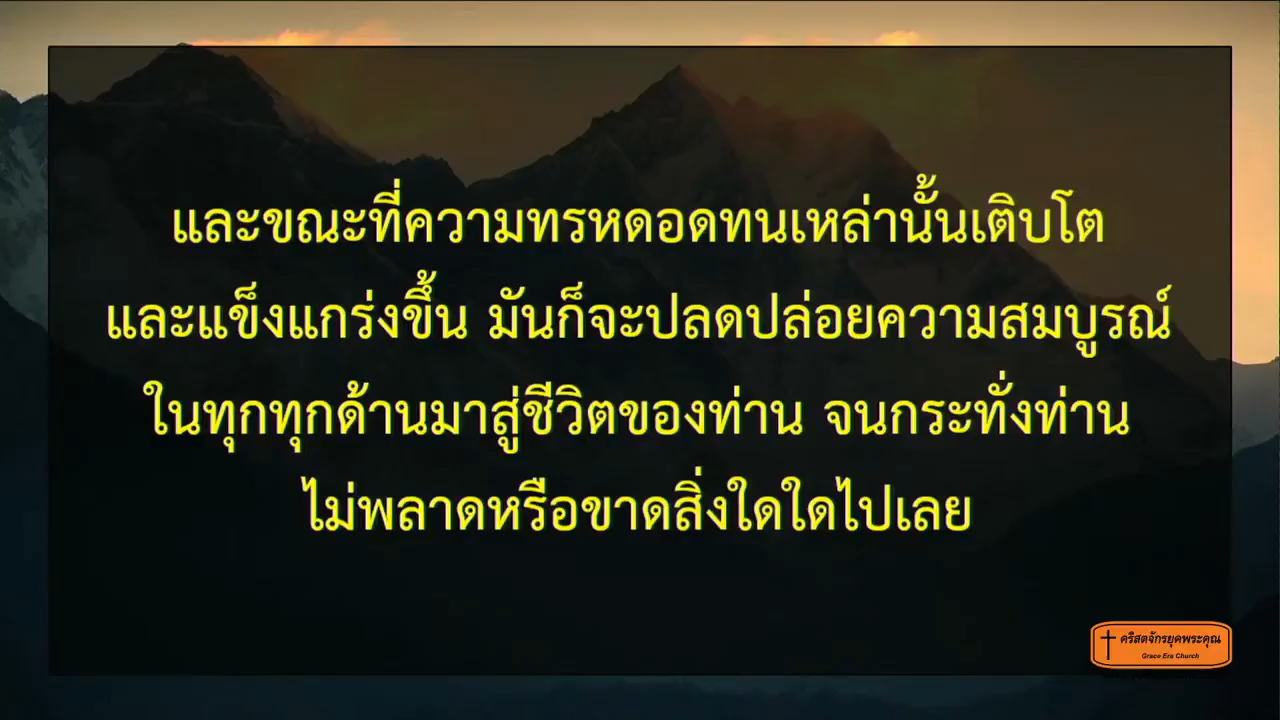 และขณะที่ความทรหดอดทนเหล่านั้นเติบโต
และแข็งแกร่งขึ้น มันก็จะปลดปล่อยความสมบูรณ์
ในทุกทุกด้านมาสู่ชีวิตของท่าน จนกระทั่งท่าน
ไม่พลาดหรือขาดสิ่งใดใดไปเลย
คริสตจักรยุคพระคุณ
Grace Era Church